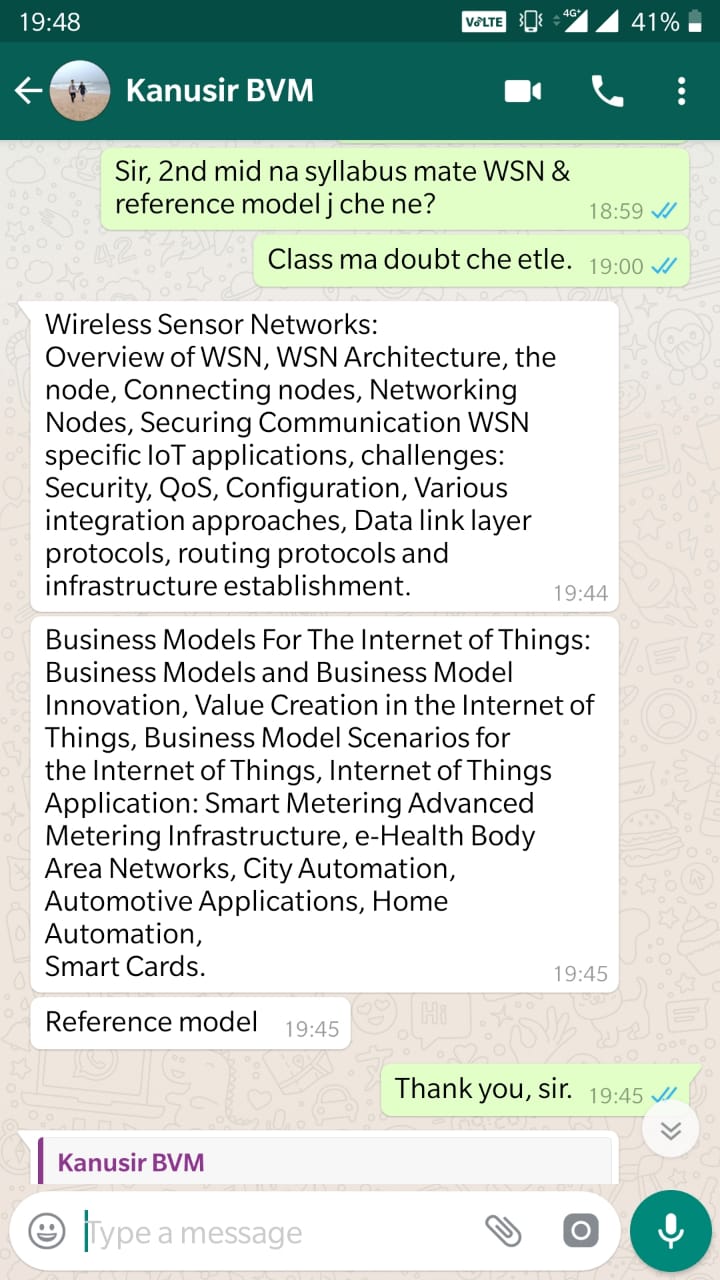 19:48
VoLTE
4G+
41%
Kanusir BVM
Sir, 2nd mid na syllabus mate WSN &
reference model j che ne?
18:59
Class ma doubt che etle.
19:00
Wireless Sensor Networks:
Overview of WSN, WSN Architecture, the
node, Connecting nodes, Networking
Nodes, Securing Communication WSN
specific IoT applications, challenges:
Security, QoS, Configuration, Various
integration approaches, Data link layer
protocols, routing protocols and
infrastructure establishment.
19:44
Business Models For The Internet of Things:
Business Models and Business Model
Innovation, Value Creation in the Internet of
Things, Business Model Scenarios for
the Internet of Things, Internet of Things
Application: Smart Metering Advanced
Metering Infrastructure, e-Health Body
Area Networks, City Automation,
Automotive Applications, Home
Automation,
Smart Cards.
19:45
Reference model
19:45
Thank you, sir.
19:45
Kanusir BVM
Type a message